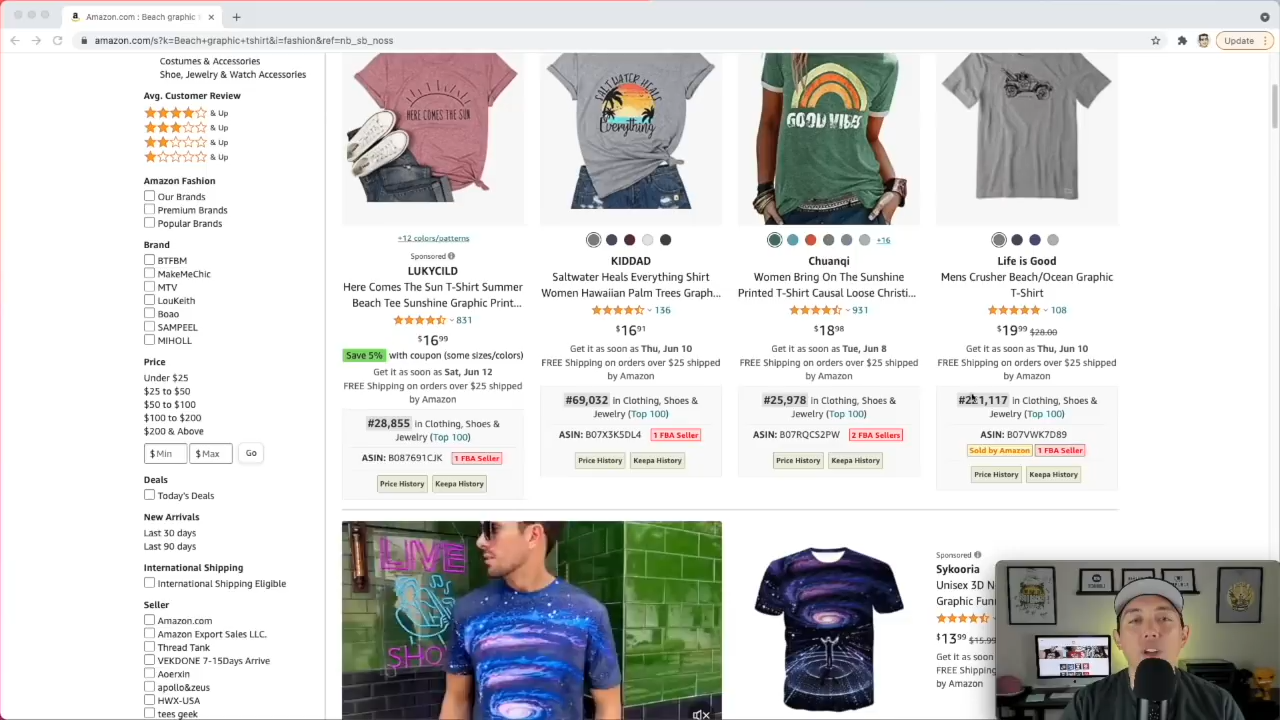 Amazon.com : Beach graphic t
amazon.com/s?k=Beach+graphic+tshirt&i=fashion&ref=nb_sb_noss
Update
Costumes & Accessories
Shoe, Jewelry & Watch Accessories
Avg. Customer Review
& Up
& Up
& Up
& Up
Amazon Fashion
Our Brands
Premium Brands
Popular Brands
Brand
BTFBM
MakeMeChic
MTV
LouKeith
Boao
SAMPEEL
MIHOLL
Price
Under $25
$25 to $50
$50 to $100
$100 to $200
$200 & Above
$ Min
$ Max
Go
Deals
Today's Deals
New Arrivals
Last 30 days
Last 90 days
International Shipping
International Shipping Eligible
Seller
Amazon.com
Amazon Export Sales LLC.
Thread Tank
VEKDONE 7-15Days Arrive
Aoerxin
apollo&zeus
HWX-USA
tees geek
HERE COMES THE SUN
+12 colors/patterns
Sponsored
LUKYCILD
Here Comes The Sun T-Shirt Summer
Beach Tee Sunshine Graphic Print...
831
$16.99
Save 5% with coupon (some sizes/colors)
Get it as soon as Sat, Jun 12
FREE Shipping on orders over $25 shipped
by Amazon
#28,855 in Clothing, Shoes &
Jewelry (Top 100)
ASIN: B087691CJK 1 FBA Seller
Price History Keepa History
SALTWATER HEALS
Everything
KIDDAD
Saltwater Heals Everything Shirt
Women Hawaiian Palm Trees Graph...
136
$16.91
Get it as soon as Thu, Jun 10
FREE Shipping on orders over $25 shipped
by Amazon
#69,032 in Clothing, Shoes &
Jewelry (Top 100)
ASIN: B07X3K5DL4 1 FBA Seller
Price History Keepa History
GOOD VIBES
+16
Chuanqi
Women Bring On The Sunshine
Printed T-Shirt Causal Loose Christi...
931
$18.98
Get it as soon as Tue, Jun 8
FREE Shipping on orders over $25 shipped
by Amazon
#25,978 in Clothing, Shoes &
Jewelry (Top 100)
ASIN: B07RQCS2PW 2 FBA Sellers
Price History Keepa History
Life is Good
Mens Crusher Beach/Ocean Graphic
T-Shirt
108
$19.99 $28.00
Get it as soon as Thu, Jun 10
FREE Shipping on orders over $25 shipped
by Amazon
in Clothing, Shoes &
Jewelry (Top 100)
ASIN: B07VWK7D89
Sold by Amazon 1 FBA Seller
Price History Keepa History
LIVE
SHO
Sponsored
Sykooria
Unisex 3D N
Graphic Funn
$13.99 $15.99
Get it as soon
FREE Shipping
by Amazon